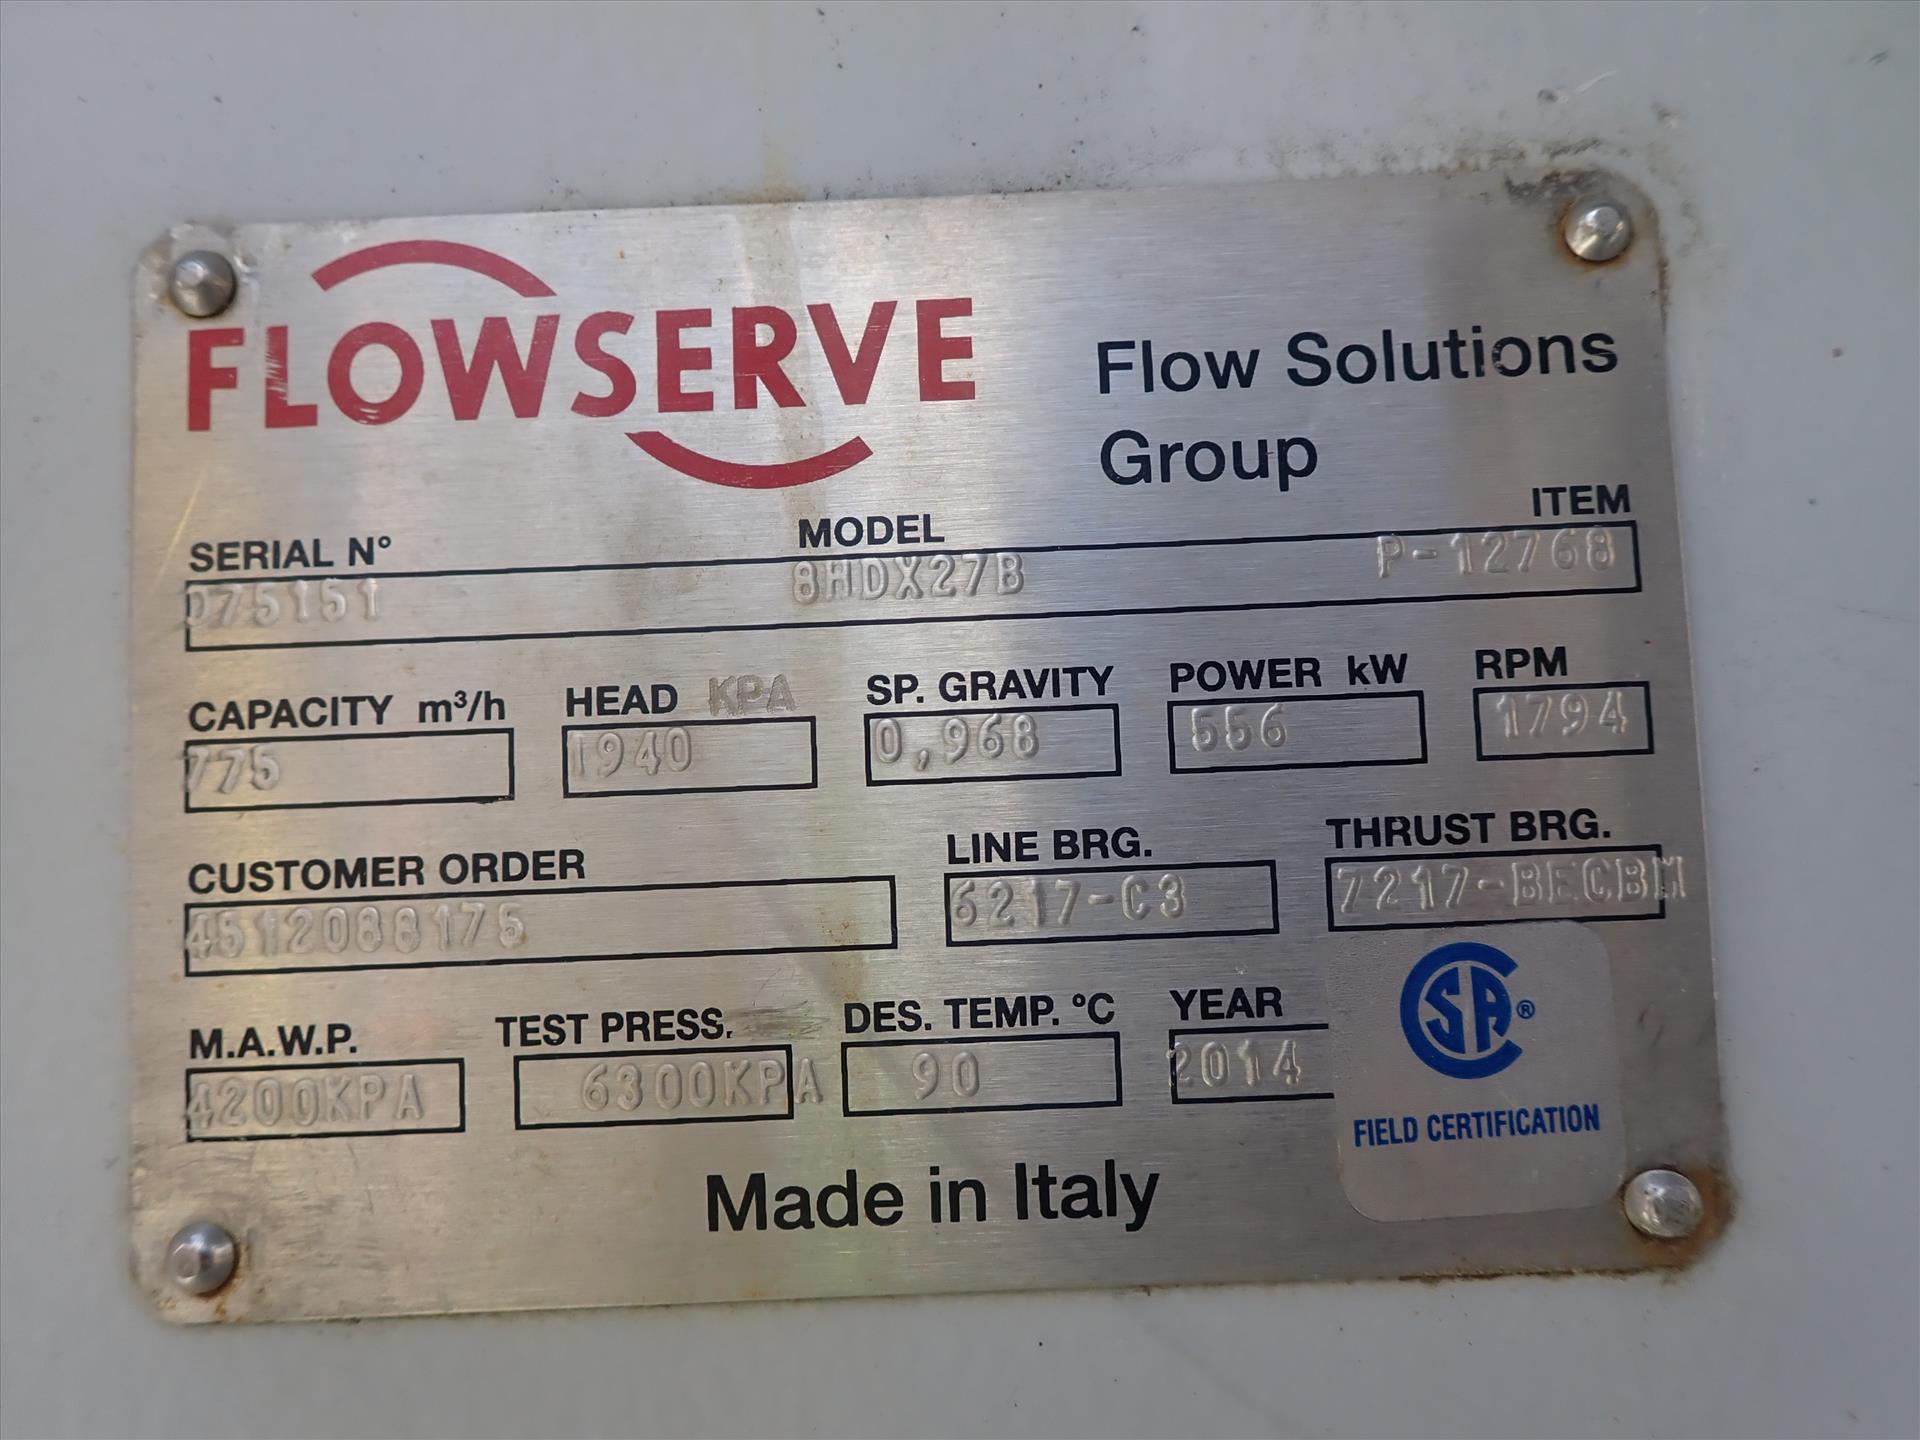 FLOWSERVE
Flow Solutions
Group
SERIAL N° MODEL ITEM
D75151 8HDX27B P-12768
CAPACITY m³/h HEAD KPA SP. GRAVITY POWER kW RPM
775 1940 0,968 556 1794
CUSTOMER ORDER LINE BRG. THRUST BRG.
4512088175 6217-C3 7217-BECBM
M.A.W.P. TEST PRESS. DES. TEMP. °C YEAR
4200KPA 6300KPA 90 2014
SA®
FIELD CERTIFICATION
Made in Italy